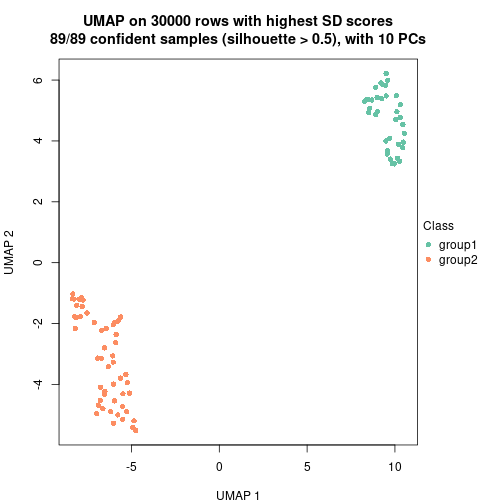 UMAP on 30000 rows with highest SD scores
89/89 confident samples (silhouette > 0.5), with 10 PCs
6
4
2
0
-2
-4
UMAP 2
-5
0
5
10
UMAP 1
Class
group1
group2